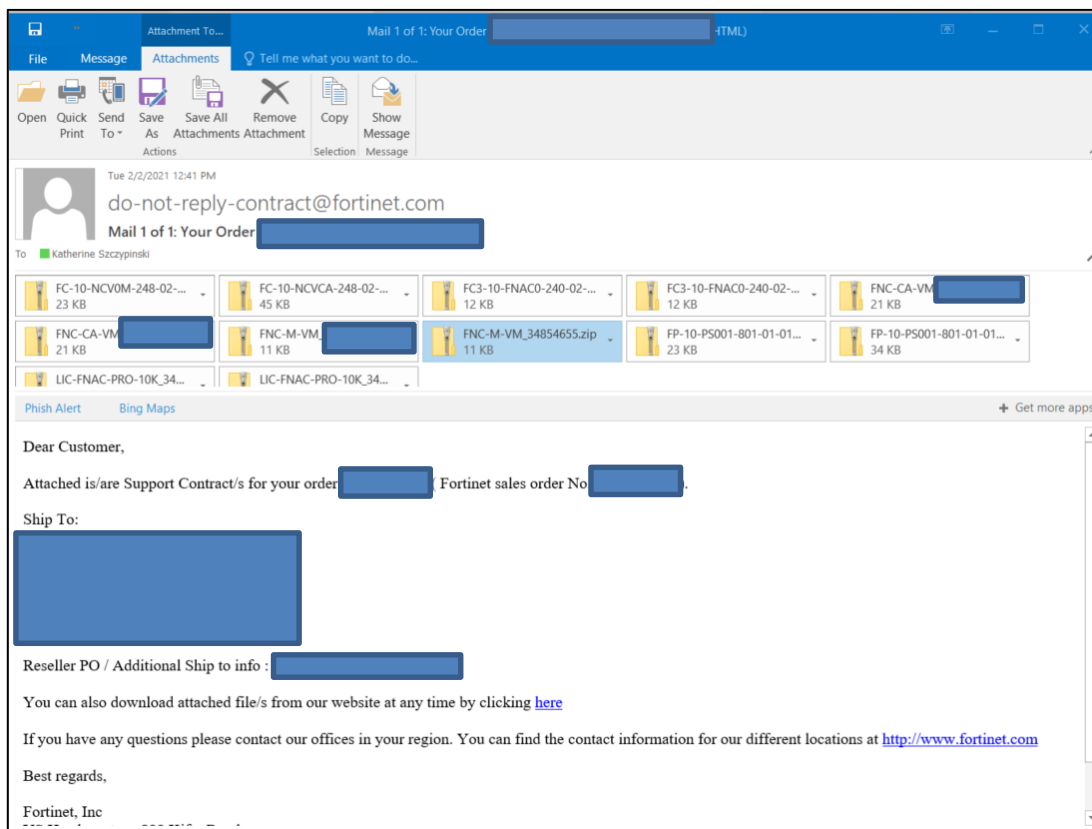 Attachment To...
Mail 1 of 1: Your Order HTML)
File Message Attachments Tell me what you want to do...
Open Quick Print Send To Save As Save All Attachments Remove Attachment Copy Show Message
Actions Selection Message
Tue 2/2/2021 12:41 PM
do-not-reply-contract@fortinet.com
Mail 1 of 1: Your Order
To Katherine Szczypinski
FC-10-NCV0M-248-02-... FC-10-NCVCA-248-02-... FC3-10-FNAC0-240-02-... FC3-10-FNAC0-240-02-... FNC-CA-VM
23 KB 45 KB 12 KB 12 KB 21 KB
FNC-CA-VM FNC-M-VM_ FNC-M-VM_34854655.zip FP-10-PS001-801-01-01... FP-10-PS001-801-01-01...
21 KB 11 KB 11 KB 23 KB 34 KB
LIC-FNAC-PRO-10K_34... LIC-FNAC-PRO-10K_34...
Phish Alert Bing Maps + Get more apps
Dear Customer,
Attached is/are Support Contract/s for your order ( Fortinet sales order No ).
Ship To:
Reseller PO / Additional Ship to info :
You can also download attached file/s from our website at any time by clicking here
If you have any questions please contact our offices in your region. You can find the contact information for our different locations at http://www.fortinet.com
Best regards,
Fortinet, Inc